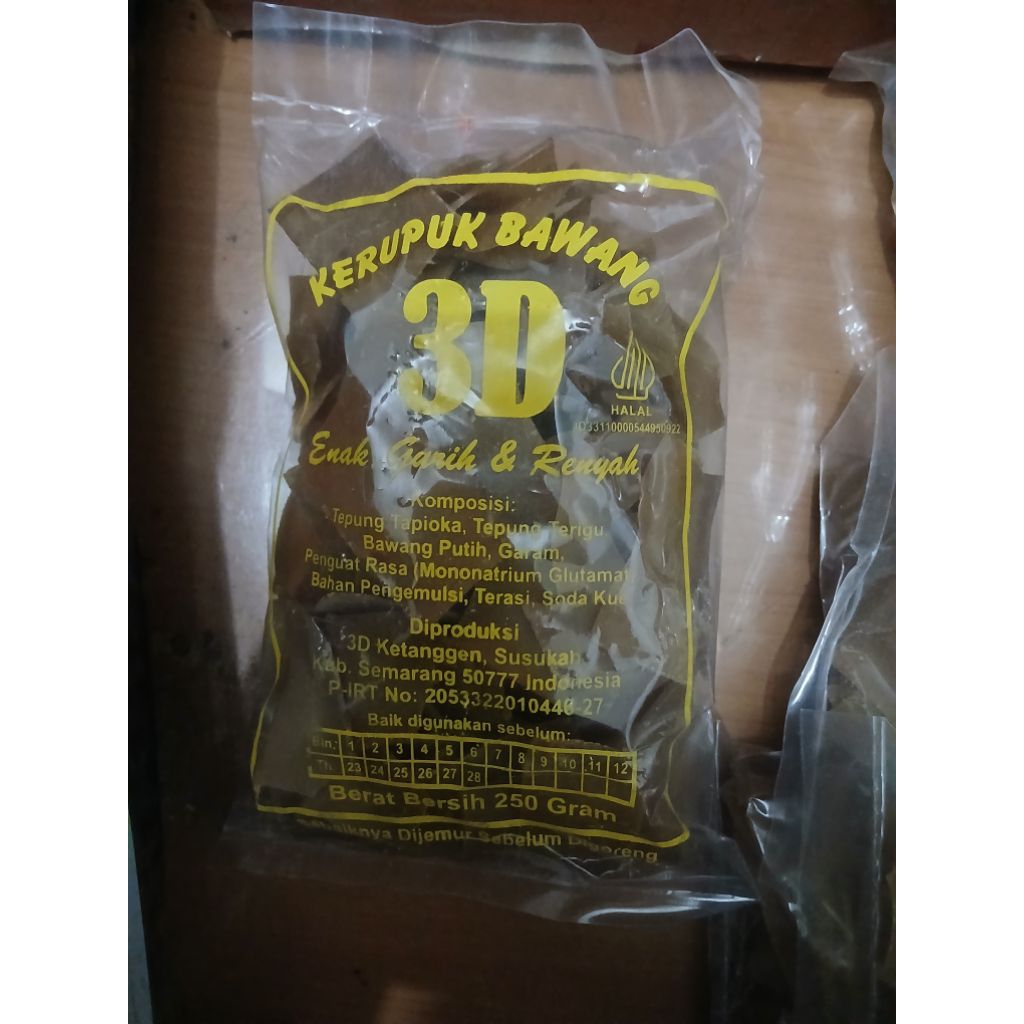 KERUPUK BAWANG
3D
HALAL
ID33110000544950922
Enak, Gurih & Renyah
Komposisi:
Tepung Tapioka, Tepung Terigu,
Bawang Putih, Garam,
Penguat Rasa (Mononatrium Glutamat)
Bahan Pengemulsi, Terasi, Soda Kue
Diproduksi
3D Ketanggen, Susukan
Kab. Semarang 50777 Indonesia
P-IRT No: 2053322010440-27
Baik digunakan sebelum:
Bln. 1 2 3 4 5 6 7 8 9 10 11 12
Th. 23 24 25 26 27 28
Berat Bersih 250 Gram
Sebaiknya Dijemur Sebelum Digoreng